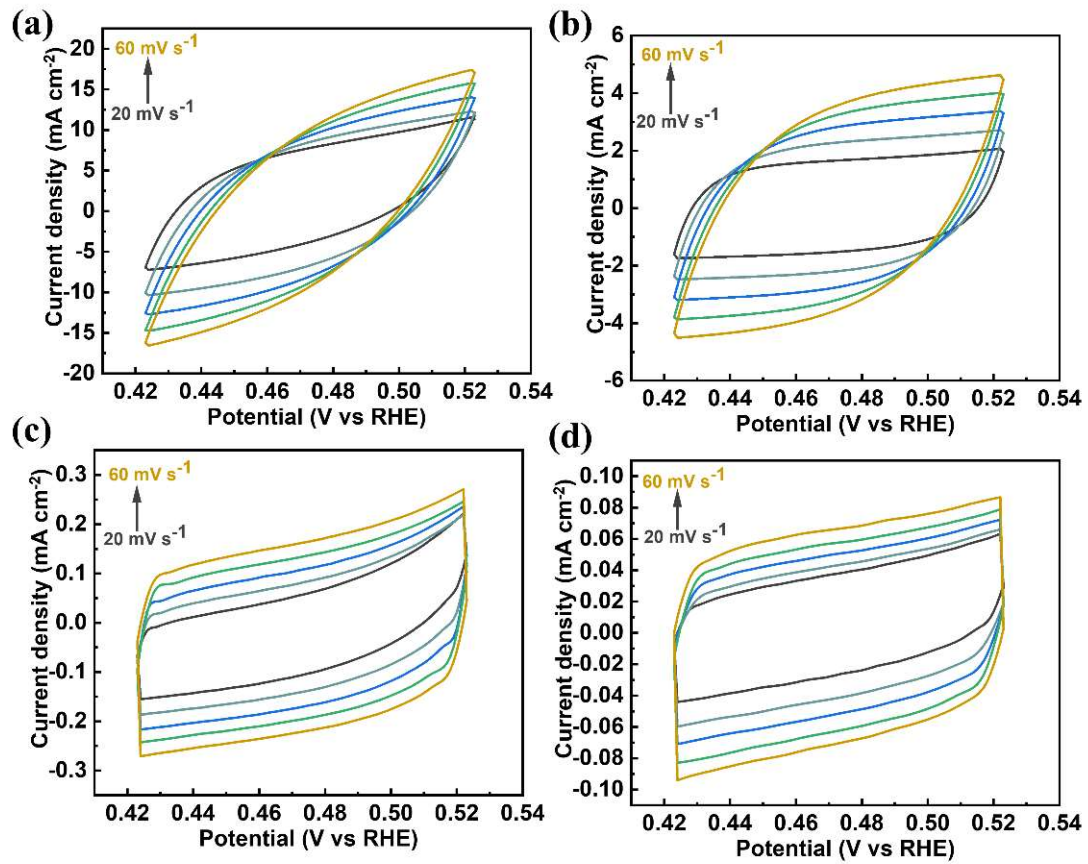 (a)
60 mV s⁻¹
20 mV s⁻¹
Current density (mA cm⁻²)
20
15
10
5
0
-5
-10
-15
-20
0.42 0.44 0.46 0.48 0.50 0.52 0.54
Potential (V vs RHE)
(b)
60 mV s⁻¹
20 mV s⁻¹
Current density (mA cm⁻²)
6
4
2
0
-2
-4
-6
0.42 0.44 0.46 0.48 0.50 0.52 0.54
Potential (V vs RHE)
(c)
60 mV s⁻¹
20 mV s⁻¹
Current density (mA cm⁻²)
0.3
0.2
0.1
0.0
-0.1
-0.2
-0.3
0.42 0.44 0.46 0.48 0.50 0.52 0.54
Potential (V vs RHE)
(d)
60 mV s⁻¹
20 mV s⁻¹
Current density (mA cm⁻²)
0.10
0.08
0.06
0.04
0.02
0.00
-0.02
-0.04
-0.06
-0.08
-0.10
0.42 0.44 0.46 0.48 0.50 0.52 0.54
Potential (V vs RHE)